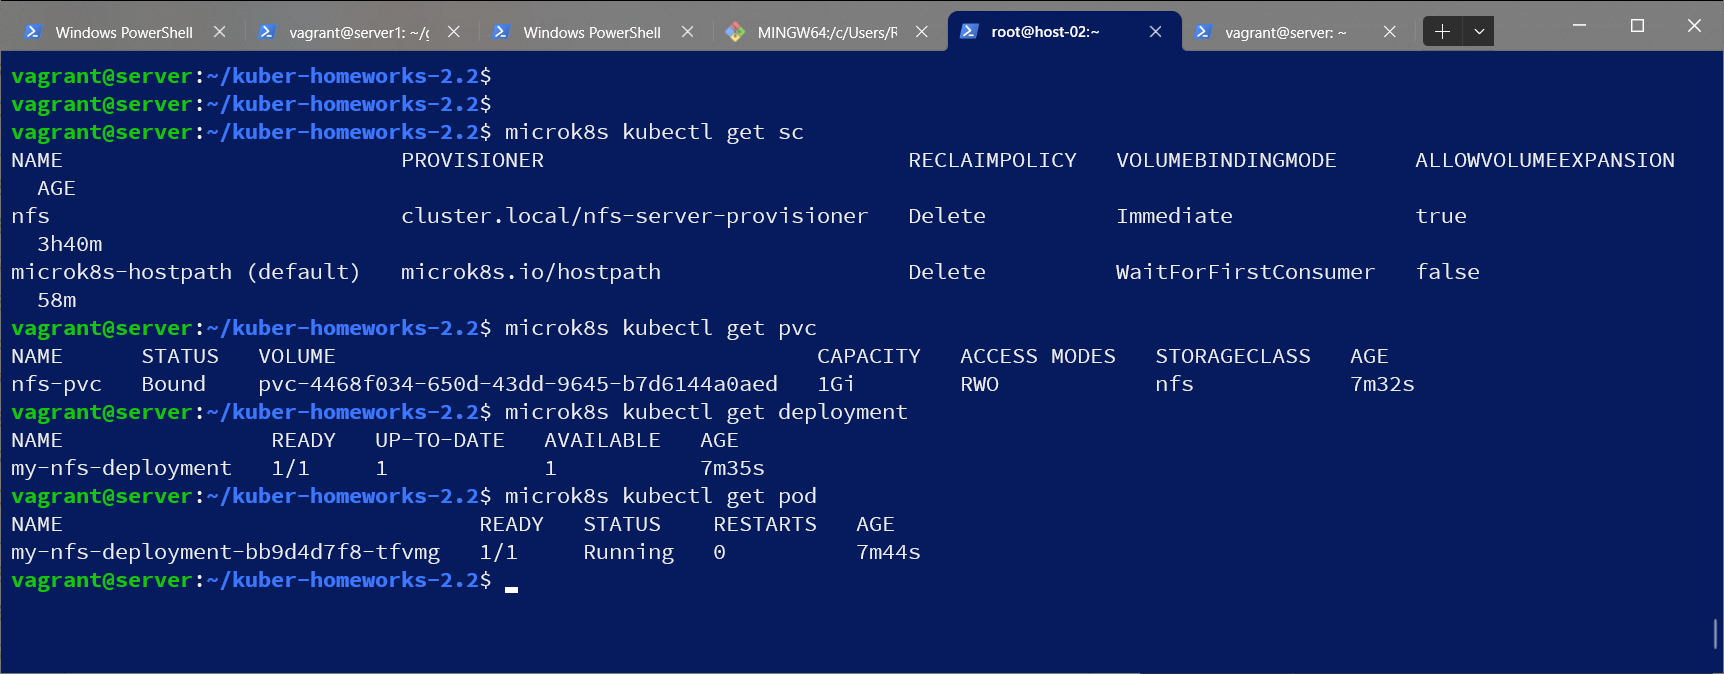 Windows PowerShell vagrant@server1: ~/g Windows PowerShell MINGW64:/c/Users/R root@host-02:~ vagrant@server: ~
vagrant@server:~/kuber-homeworks-2.2$
vagrant@server:~/kuber-homeworks-2.2$
vagrant@server:~/kuber-homeworks-2.2$ microk8s kubectl get sc
NAME PROVISIONER RECLAIMPOLICY VOLUMEBINDINGMODE ALLOWVOLUMEEXPANSION
AGE
nfs cluster.local/nfs-server-provisioner Delete Immediate true
3h40m
microk8s-hostpath (default) microk8s.io/hostpath Delete WaitForFirstConsumer false
58m
vagrant@server:~/kuber-homeworks-2.2$ microk8s kubectl get pvc
NAME STATUS VOLUME CAPACITY ACCESS MODES STORAGECLASS AGE
nfs-pvc Bound pvc-4468f034-650d-43dd-9645-b7d6144a0aed 1Gi RWO nfs 7m32s
vagrant@server:~/kuber-homeworks-2.2$ microk8s kubectl get deployment
NAME READY UP-TO-DATE AVAILABLE AGE
my-nfs-deployment 1/1 1 1 7m35s
vagrant@server:~/kuber-homeworks-2.2$ microk8s kubectl get pod
NAME READY STATUS RESTARTS AGE
my-nfs-deployment-bb9d4d7f8-tfvmg 1/1 Running 0 7m44s
vagrant@server:~/kuber-homeworks-2.2$